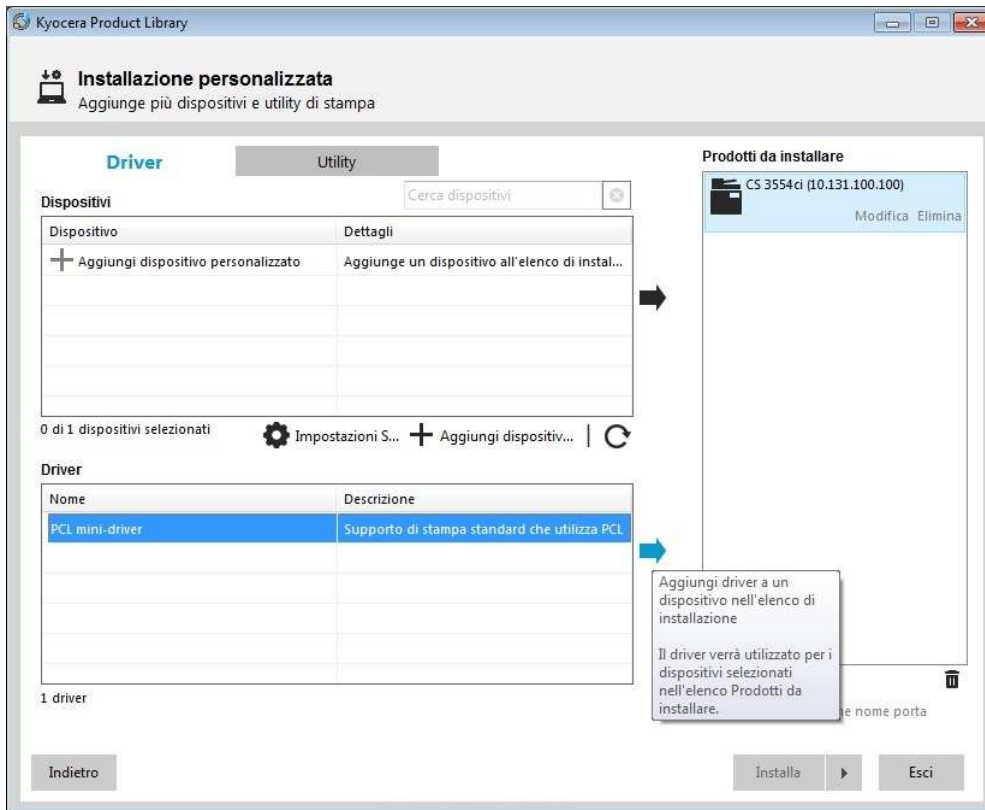 Kyocera Product Library
Installazione personalizzata
Aggiunge più dispositivi e utility di stampa
Driver
Utility
Prodotti da installare
CS 3554ci (10.131.100.100)
Modifica Elimina
Cerca dispositivi
Dispositivi
Dispositivo Dettagli
Aggiungi dispositivo personalizzato Aggiunge un dispositivo all'elenco di instal...
0 di 1 dispositivi selezionati
Impostazioni S... Aggiungi dispositiv... |
Driver
Nome Descrizione
PCL mini-driver Supporto di stampa standard che utilizza PCL
Aggiungi driver a un
dispositivo nell'elenco di
installazione
Il driver verrà utilizzato per i
dispositivi selezionati
nell'elenco Prodotti da
installare.
1 driver
nome porta
Indietro
Installa
Esci